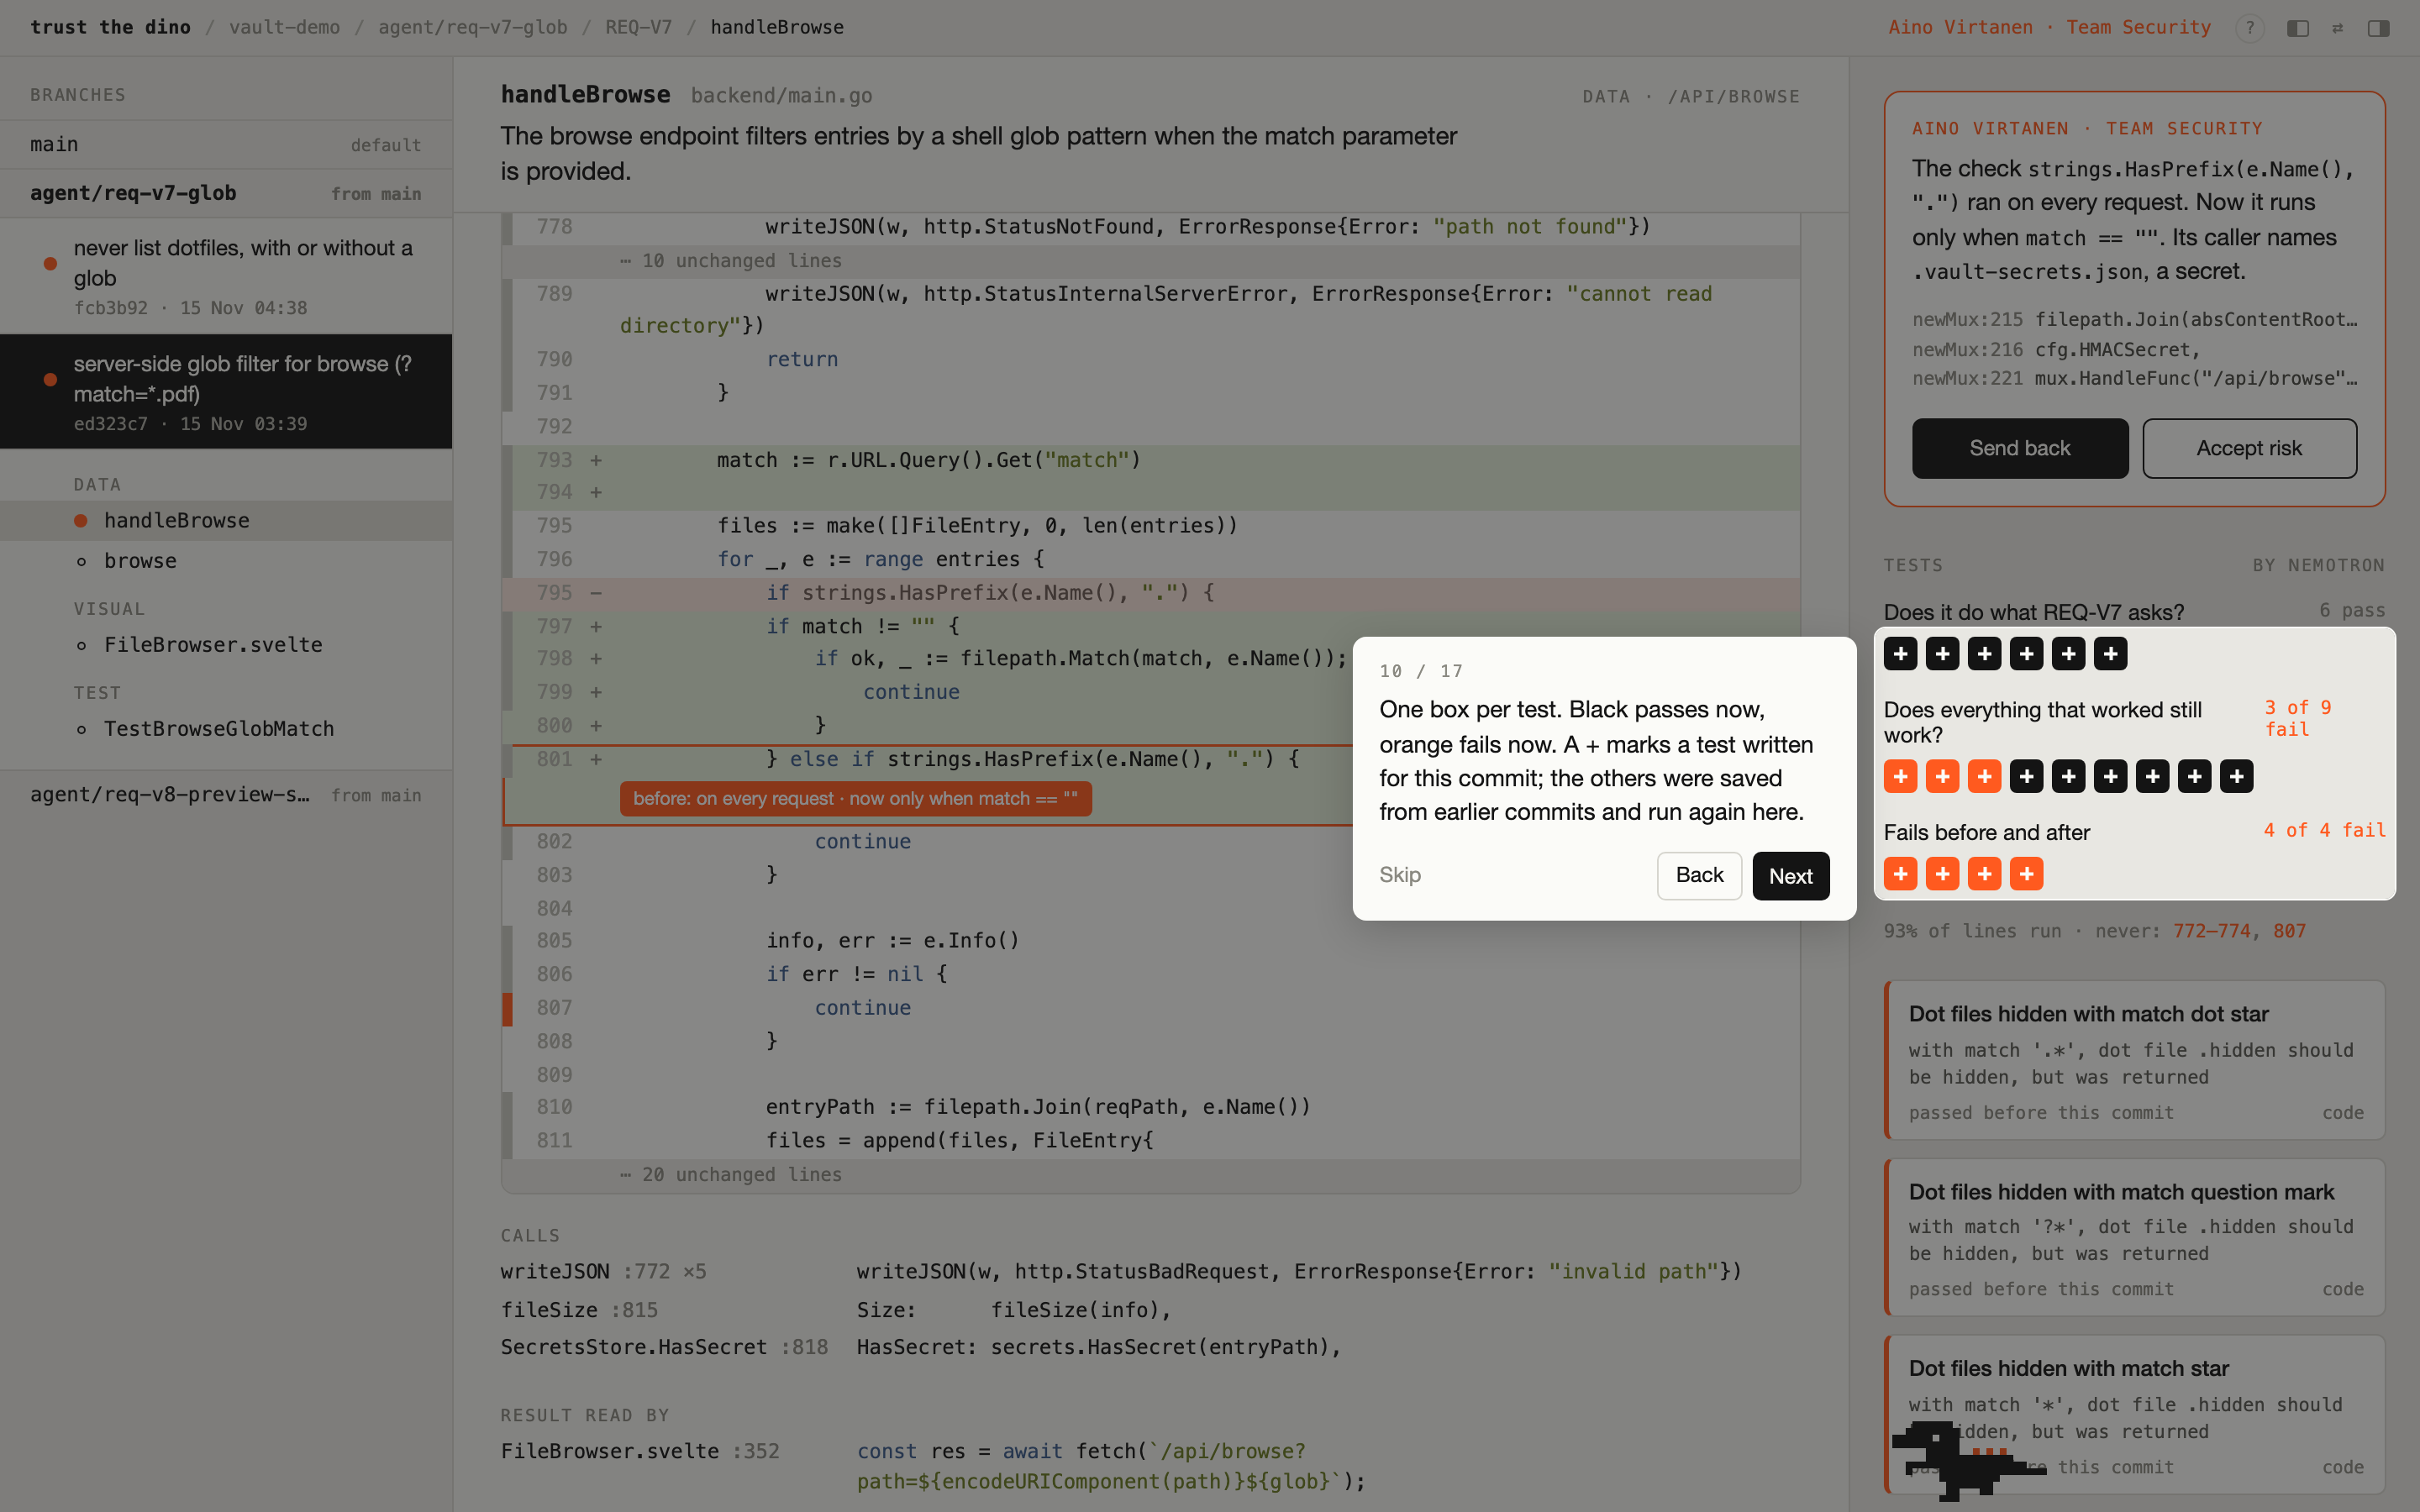 trust the dino / vault-demo / agent/req-v7-glob / REQ-V7 / handleBrowse
Aino Virtanen · Team Security ? ⇄
BRANCHES
main default
agent/req-v7-glob from main
never list dotfiles, with or without a
glob
fcb3b92 · 15 Nov 04:38
server-side glob filter for browse (?
match=*.pdf)
ed323c7 · 15 Nov 03:39
DATA
handleBrowse
browse
VISUAL
FileBrowser.svelte
TEST
TestBrowseGlobMatch
agent/req-v8-preview-s… from main
handleBrowse backend/main.go
DATA · /API/BROWSE
The browse endpoint filters entries by a shell glob pattern when the match parameter
is provided.
778 writeJSON(w, http.StatusNotFound, ErrorResponse{Error: "path not found"})
⋯ 10 unchanged lines
789 writeJSON(w, http.StatusInternalServerError, ErrorResponse{Error: "cannot read
directory"})
790 return
791 }
792
793 + match := r.URL.Query().Get("match")
794 +
795 files := make([]FileEntry, 0, len(entries))
796 for _, e := range entries {
795 − if strings.HasPrefix(e.Name(), ".") {
797 + if match != "" {
798 + if ok, _ := filepath.Match(match, e.Name());
799 + continue
800 + }
801 + } else if strings.HasPrefix(e.Name(), ".") {
before: on every request · now only when match == ""
802 continue
803 }
804
805 info, err := e.Info()
806 if err != nil {
807 continue
808 }
809
810 entryPath := filepath.Join(reqPath, e.Name())
811 files = append(files, FileEntry{
⋯ 20 unchanged lines
CALLS
writeJSON :772 ×5 writeJSON(w, http.StatusBadRequest, ErrorResponse{Error: "invalid path"})
fileSize :815 Size: fileSize(info),
SecretsStore.HasSecret :818 HasSecret: secrets.HasSecret(entryPath),
RESULT READ BY
FileBrowser.svelte :352 const res = await fetch(`/api/browse?
path=${encodeURIComponent(path)}${glob}`);
10 / 17
One box per test. Black passes now,
orange fails now. A + marks a test written
for this commit; the others were saved
from earlier commits and run again here.
Skip Back Next
AINO VIRTANEN · TEAM SECURITY
The check strings.HasPrefix(e.Name(),
".") ran on every request. Now it runs
only when match == "". Its caller names
.vault-secrets.json, a secret.
newMux:215 filepath.Join(absContentRoot…
newMux:216 cfg.HMACSecret,
newMux:221 mux.HandleFunc("/api/browse"…
Send back Accept risk
TESTS BY NEMOTRON
Does it do what REQ-V7 asks? 6 pass
+ + + + + +
Does everything that worked still
work?
3 of 9
fail
+ + + + + + + + +
Fails before and after 4 of 4 fail
+ + + +
93% of lines run · never: 772–774, 807
Dot files hidden with match dot star
with match '.*', dot file .hidden should
be hidden, but was returned
passed before this commit code
Dot files hidden with match question mark
with match '?*', dot file .hidden should
be hidden, but was returned
passed before this commit code
Dot files hidden with match star
with match '*', dot file .hidden should
hidden, but was returned
this commit code